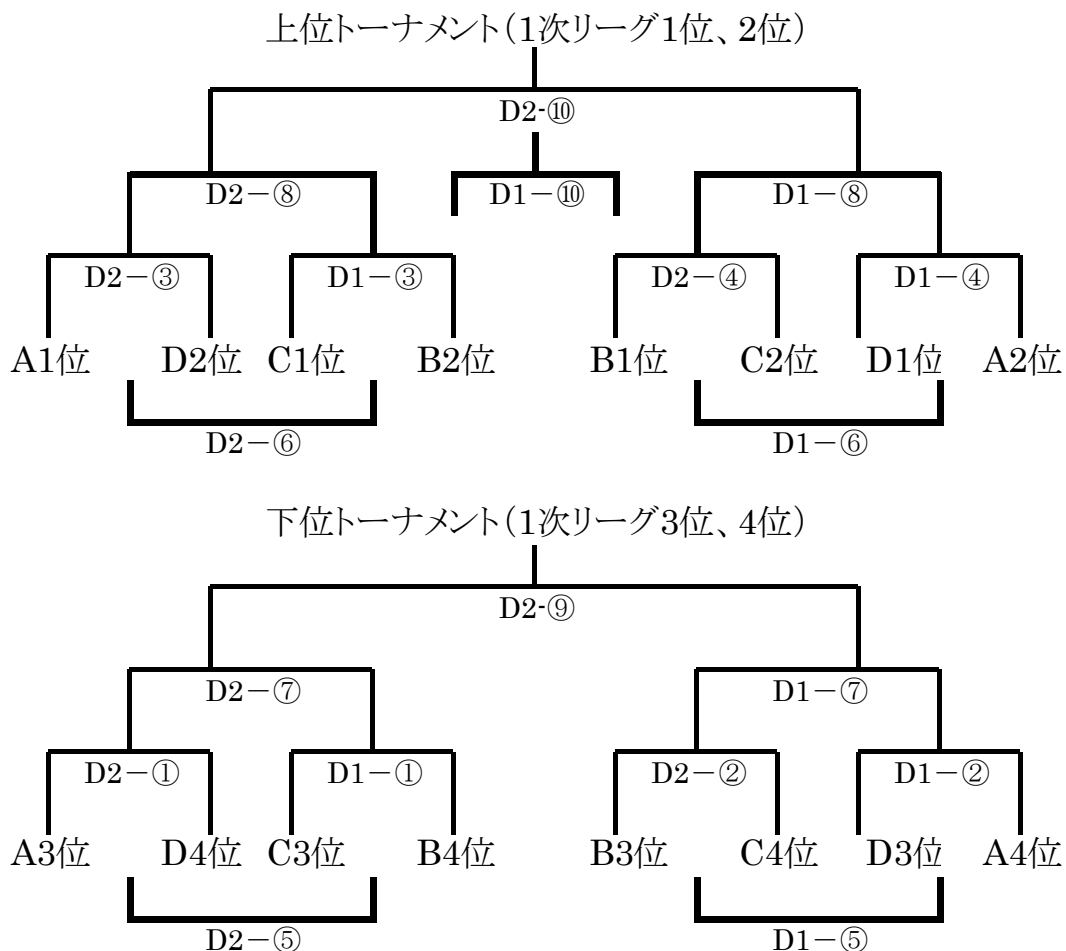 上位トーナメント(1次リーグ1位、2位)
D2-⑩
D2－⑧ D1－⑩ D1－⑧
D2－③ D1－③ D2－④ D1－④
A1位 D2位 C1位 B2位 B1位 C2位 D1位 A2位
D2－⑥ D1－⑥
下位トーナメント(1次リーグ3位、4位)
D2-⑨
D2－⑦ D1－⑦
D2－① D1－① D2－② D1－②
A3位 D4位 C3位 B4位 B3位 C4位 D3位 A4位
D2－⑤ D1－⑤